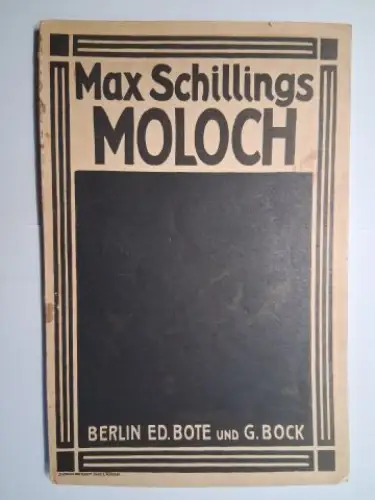 Max Schillings
MOLOCH
BERLIN ED. BOTE UND G. BOCK